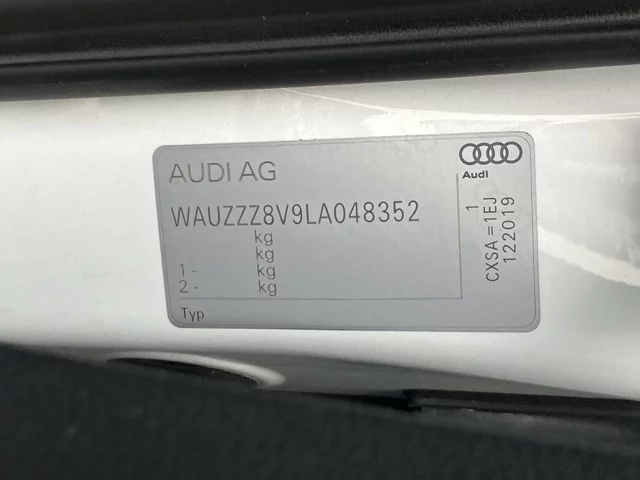 AUDI AG
Audi
WAUZZZ8V9LA048352
kg
kg
1 - kg
2 - kg
Typ
1
CXSA =1EJ
122019